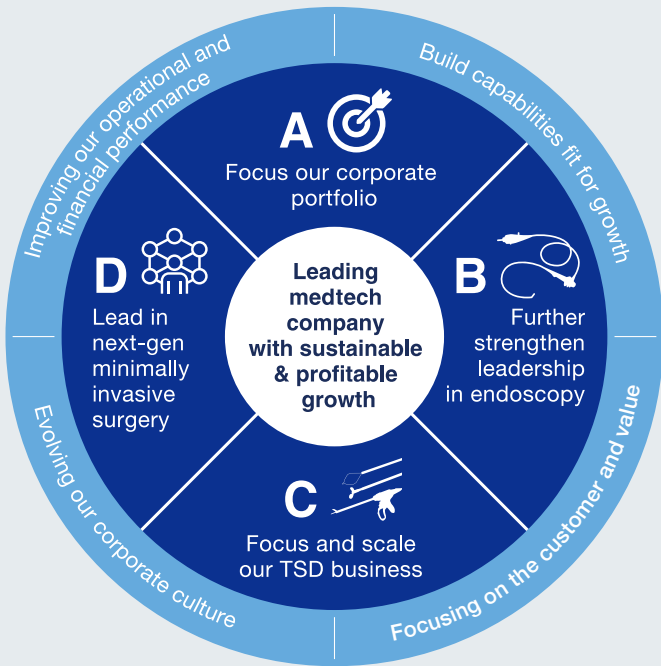 Improving our operational and
financial performance
Build capabilities fit for growth
A
Focus our corporate
portfolio
D
Lead in
next-gen
minimally
invasive
surgery
Leading
medtech
company
with sustainable
& profitable
growth
B
Further
strengthen
leadership
in endoscopy
C
Focus and scale
our TSD business
Evolving our corporate culture
Focusing on the customer and value